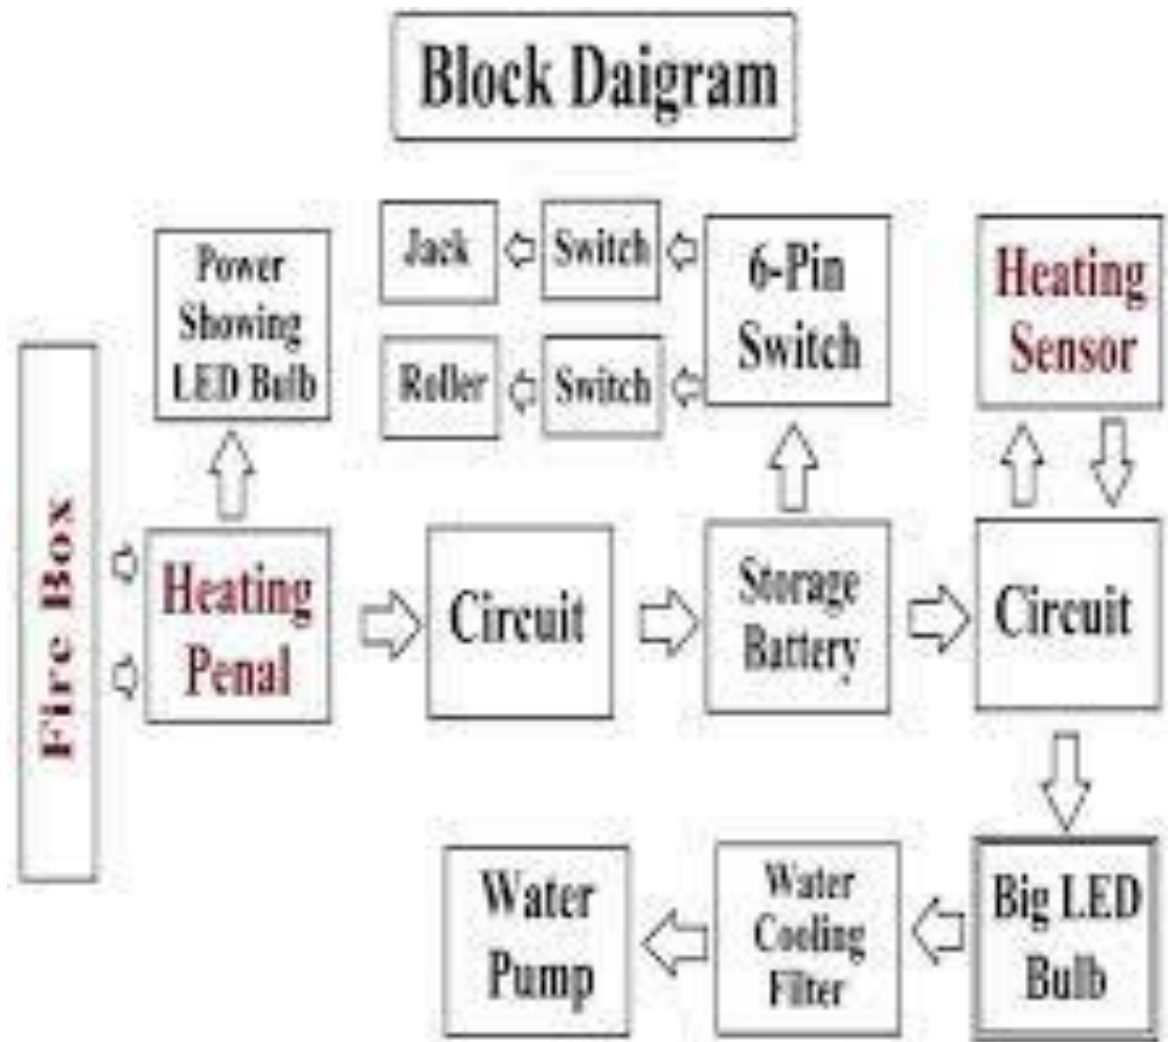 Block Daigram
Power
Showing
LED Bulb
Jack
Switch
6-Pin
Switch
Roller
Switch
Heating
Sensor
Fire Box
Heating
Penal
Circuit
Storage
Battery
Circuit
Water
Pump
Water
Cooling
Filter
Big LED
Bulb